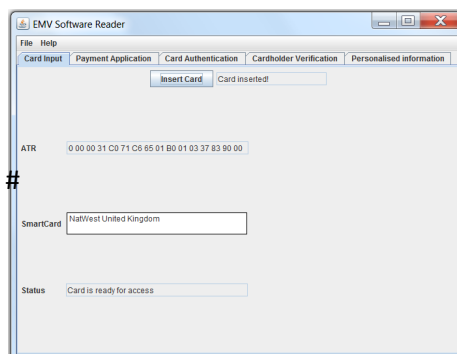 EMV Software Reader
File Help
Card Input Payment Application Card Authentication Cardholder Verification Personalised information
Insert Card Card inserted!
ATR 0 00 00 31 C0 71 C6 65 01 B0 01 03 37 83 90 00
#
SmartCard NatWest United Kingdom
Status Card is ready for access